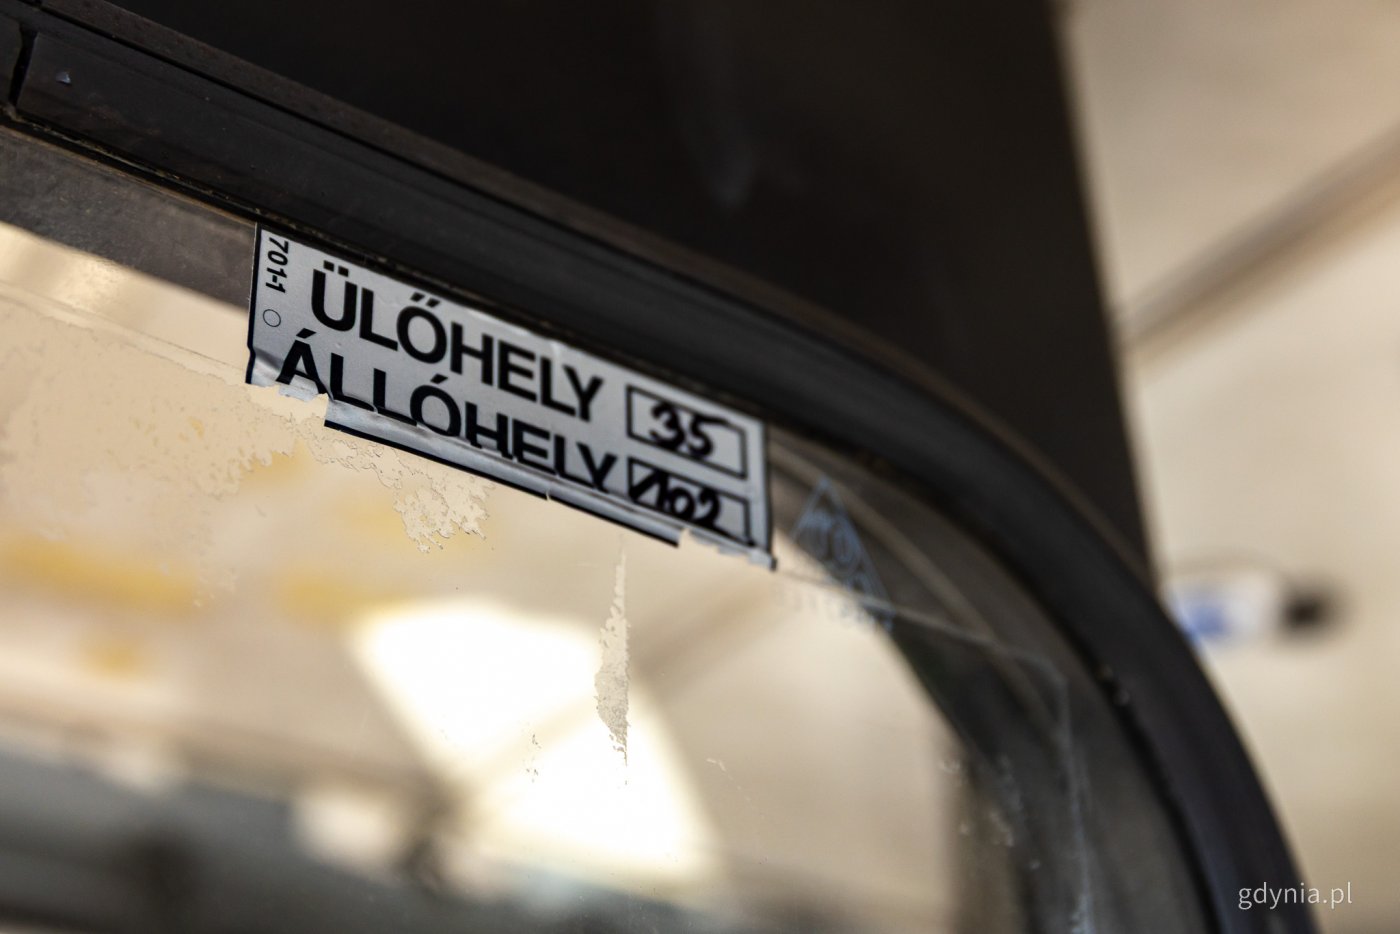 701-1
ÜLŐHELY 35
ÁLLÓHELY 102
gdynia.pl